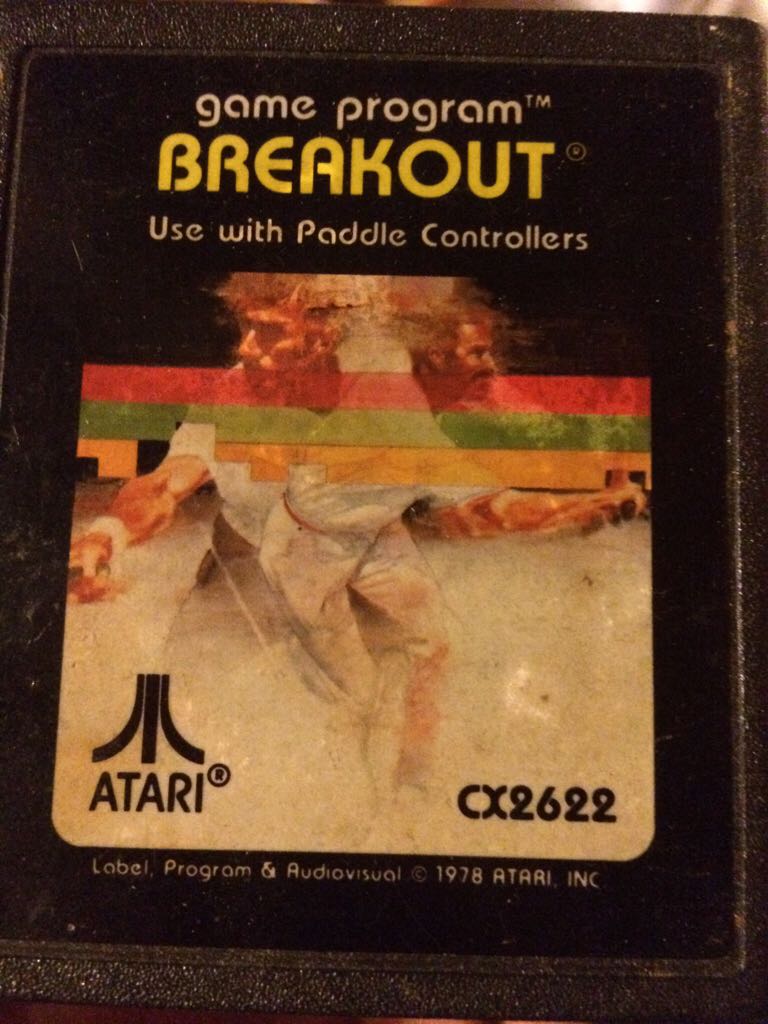 game program™
BREAKOUT®
Use with Paddle Controllers
ATARI®
CX2622
Label, Program & Audiovisual © 1978 ATARI, INC